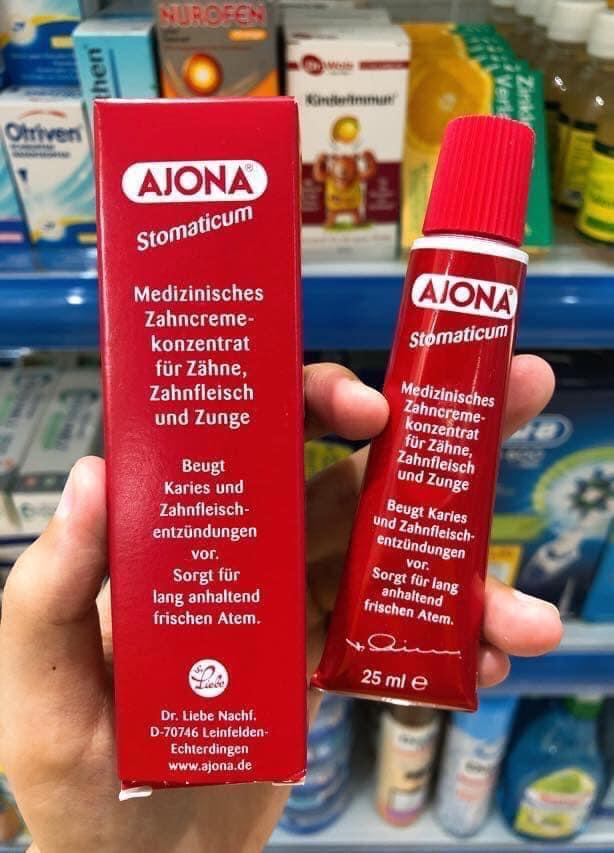 NUROFEN
Kinderimmun
Otriven
AJONA®
Stomaticum
Medizinisches
Zahncreme-
konzentrat
für Zähne,
Zahnfleisch
und Zunge
Beugt
Karies und
Zahnfleisch-
entzündungen
vor.
Sorgt für
lang anhaltend
frischen Atem.
Dr. Liebe
Dr. Liebe Nachf.
D-70746 Leinfelden-
Echterdingen
www.ajona.de
AJONA®
Stomaticum
Medizinisches
Zahncreme-
konzentrat
für Zähne,
Zahnfleisch
und Zunge
Beugt Karies
und Zahnfleisch-
entzündungen
vor.
Sorgt für lang
anhaltend
frischen Atem.
25 ml e